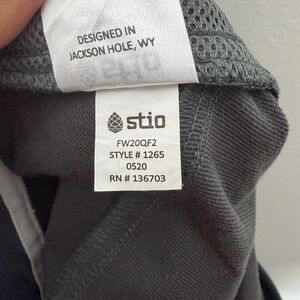 DESIGNED IN
JACKSON HOLE, WY
stio
FW20QF2
STYLE # 1265
0520
RN # 136703